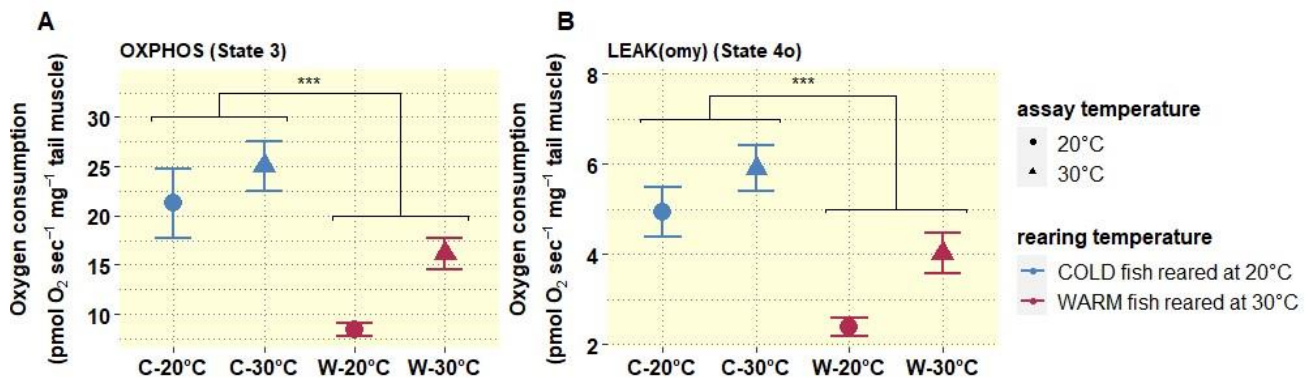 A
OXPHOS (State 3)
Oxygen consumption
(pmol O₂ sec⁻¹ mg⁻¹ tail muscle)
30
25
20
15
10
***
C-20°C C-30°C W-20°C W-30°C
B
LEAK(omy) (State 4o)
Oxygen consumption
(pmol O₂ sec⁻¹ mg⁻¹ tail muscle)
8
6
4
2
***
C-20°C C-30°C W-20°C W-30°C
assay temperature
20°C
30°C
rearing temperature
COLD fish reared at 20°C
WARM fish reared at 30°C